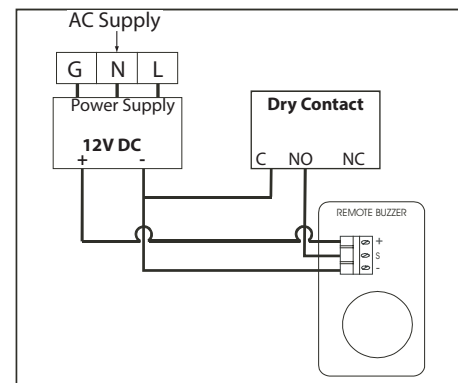 AC Supply
G N L
Power Supply
12V DC
+ -
Dry Contact
C NO NC
REMOTE BUZZER
+
S
-